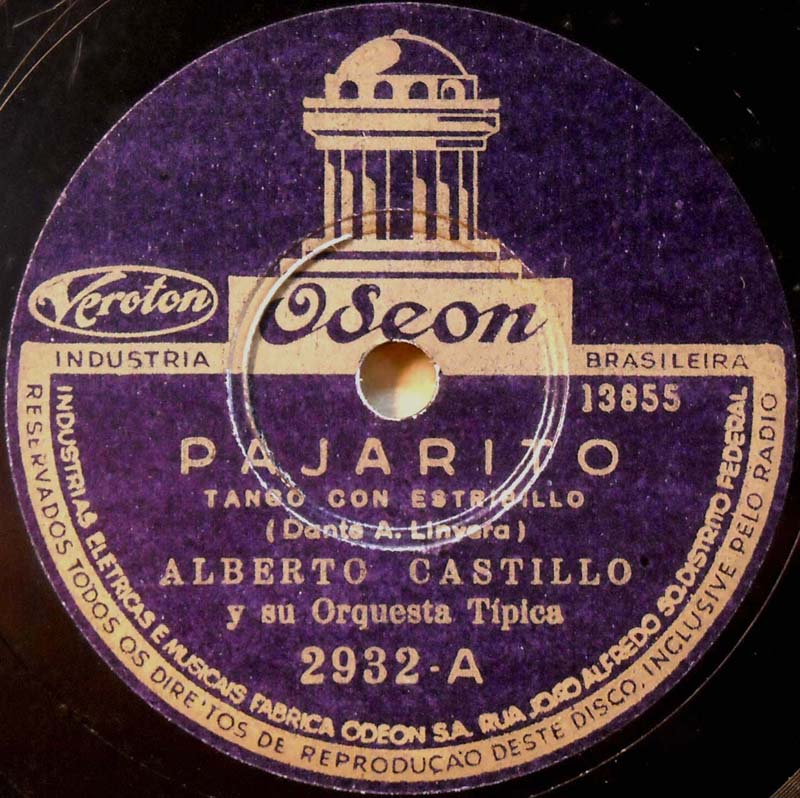 Veroton
Odeon
INDUSTRIA BRASILEIRA
13855
PAJARITO
TANGO CON ESTRIBILLO
(Dante A. Linyera)
ALBERTO CASTILLO
y su Orquesta Típica
2932-A
INDUSTRIAS ELETRICAS E MUSICAIS FABRICA ODEON S.A. RUA JOÃO ALFREDO 50. DISTRITO FEDERAL
RESERVADOS TODOS OS DIREITOS DE REPRODUÇAO DESTE DISCO, INCLUSIVE PELO RADIO